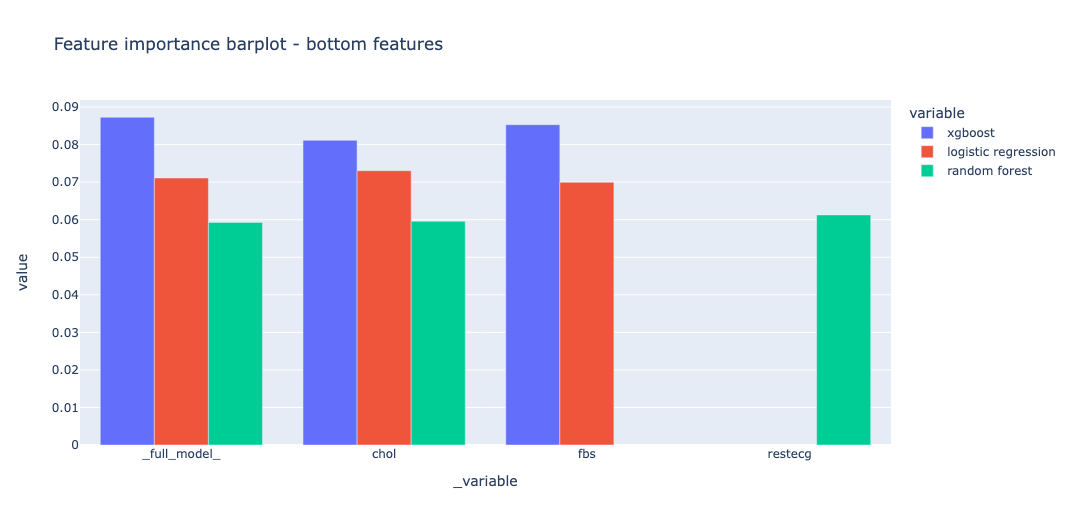 Feature importance barplot - bottom features
0.09
0.08
0.07
0.06
0.05
0.04
0.03
0.02
0.01
0
value
_full_model_
chol
fbs
restecg
_variable
variable
xgboost
logistic regression
random forest